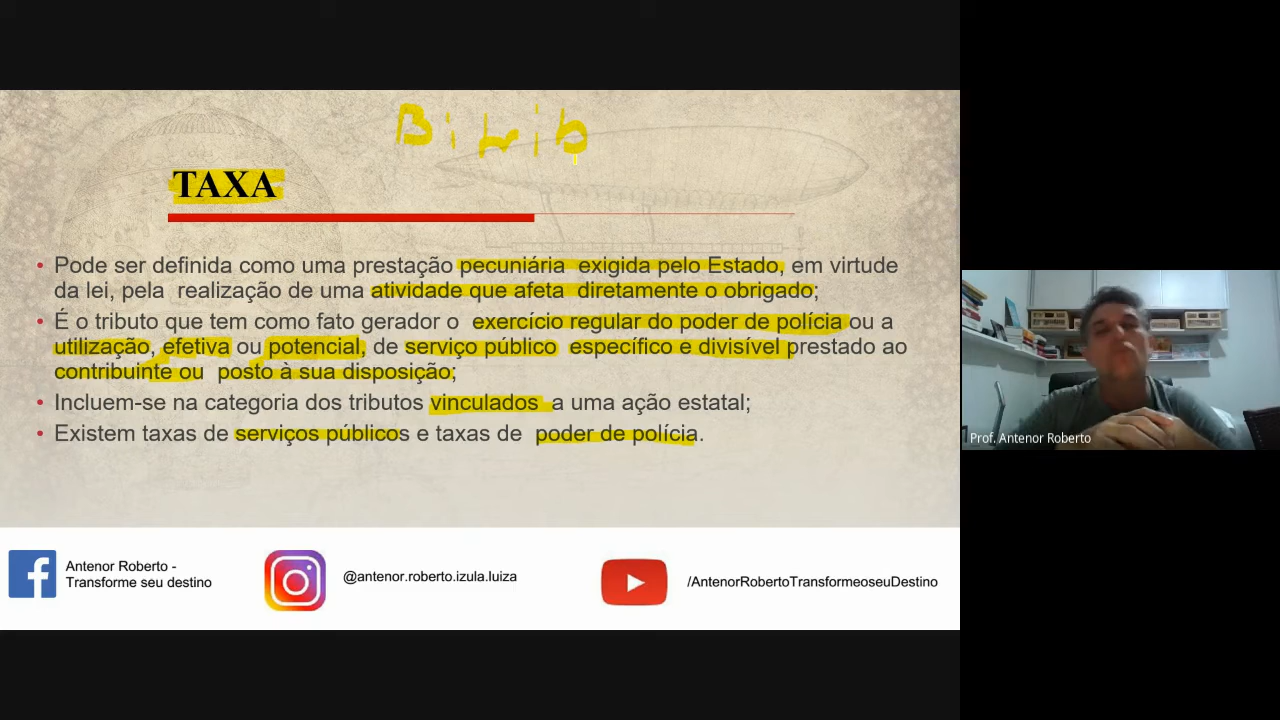 TAXA
• Pode ser definida como uma prestação pecuniária exigida pelo Estado, em virtude
da lei, pela realização de uma atividade que afeta diretamente o obrigado;
• É o tributo que tem como fato gerador o exercício regular do poder de polícia ou a
utilização, efetiva ou potencial, de serviço público específico e divisível prestado ao
contribuinte ou posto à sua disposição;
• Incluem-se na categoria dos tributos vinculados a uma ação estatal;
• Existem taxas de serviços públicos e taxas de poder de polícia.
Prof. Antenor Roberto
Antenor Roberto -
Transforme seu destino
@antenor.roberto.izula.luiza
/AntenorRobertoTransformeoseuDestino